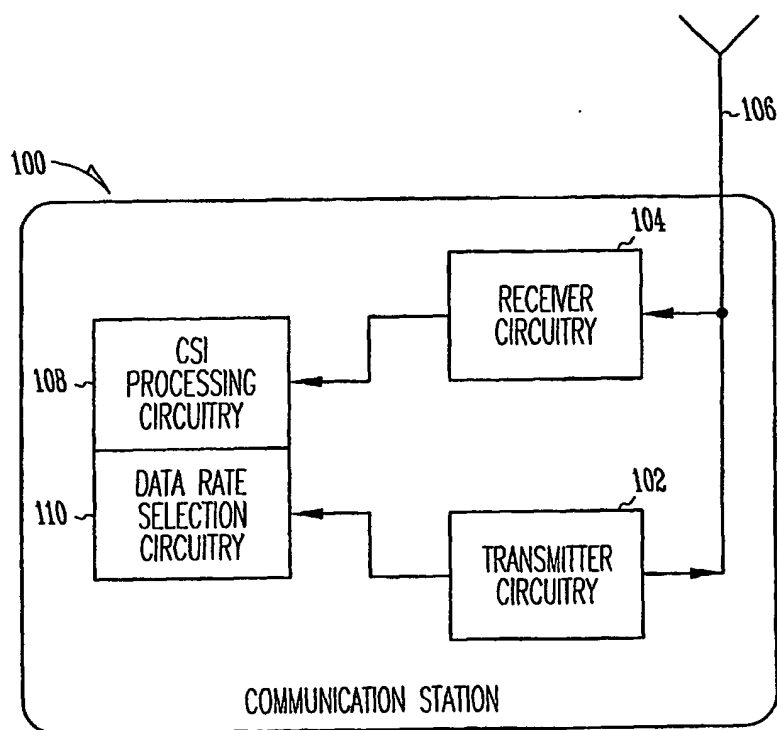 106
100
104
RECEIVER
CIRCUITRY
CSI
PROCESSING
CIRCUITRY
108
DATA RATE
SELECTION
CIRCUITRY
110
102
TRANSMITTER
CIRCUITRY
COMMUNICATION STATION